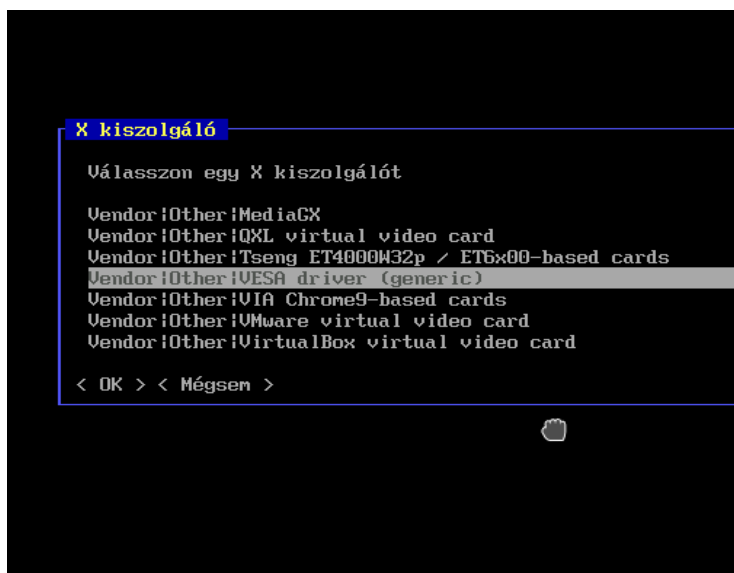 X kiszolgáló
Válasszon egy X kiszolgálót
Vendor|Other|MediaGX
Vendor|Other|QXL virtual video card
Vendor|Other|Tseng ET4000W32p / ET6x00-based cards
Vendor|Other|VESA driver (generic)
Vendor|Other|VIA Chrome9-based cards
Vendor|Other|VMware virtual video card
Vendor|Other|VirtualBox virtual video card
< OK > < Mégsem >